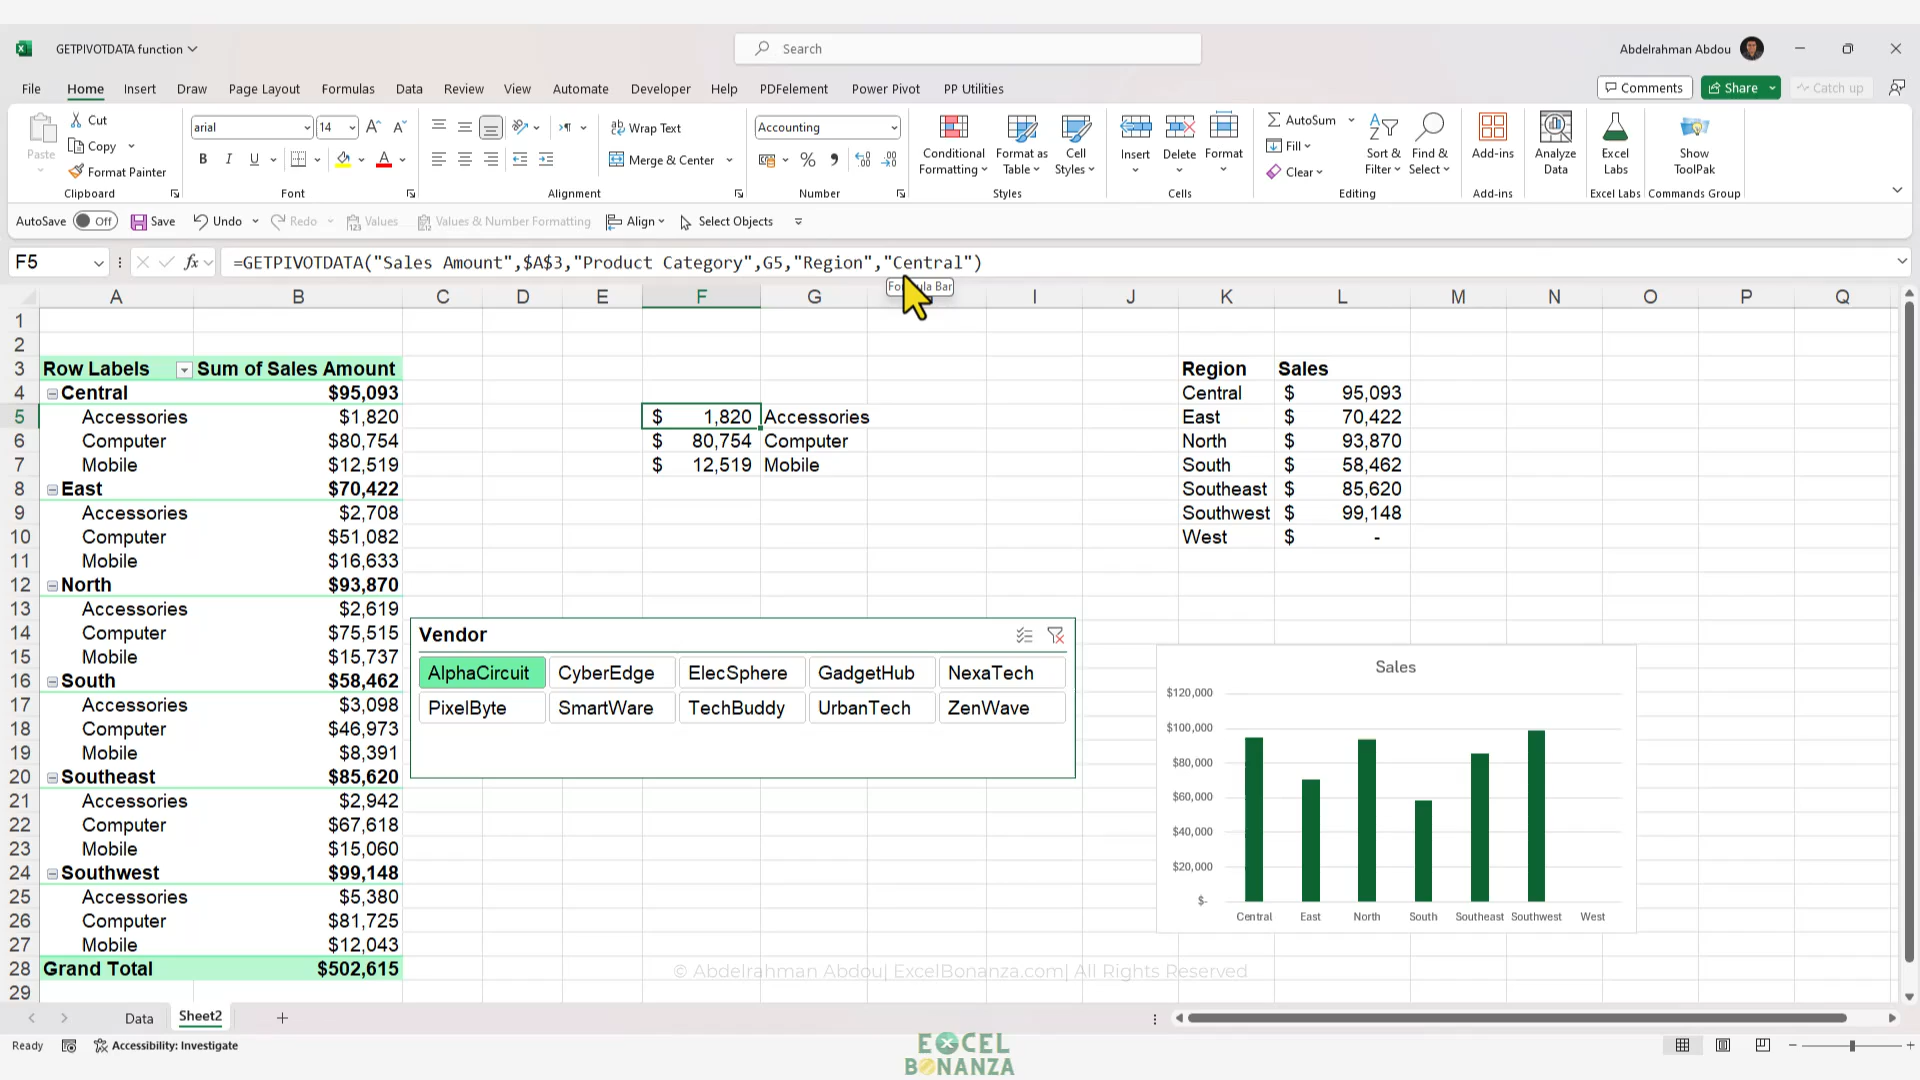 GETPIVOTDATA function
Search
Abdelrahman Abdou
File Home Insert Draw Page Layout Formulas Data Review View Automate Developer Help PDFelement Power Pivot PP Utilities
Comments Share Catch up
Paste Cut Copy Format Painter
arial 14
B I U
Wrap Text
Merge & Center
Accounting
Conditional Formatting
Format as Table
Cell Styles
Insert Delete Format
AutoSum
Fill
Clear
Sort & Filter
Find & Select
Add-ins
Analyze Data
Excel Labs
Show ToolPak
Clipboard Font Alignment Number Styles Cells Editing Add-ins Excel Labs Commands Group
AutoSave Off Save Undo Redo Values Values & Number Formatting Align Select Objects
F5 fx =GETPIVOTDATA("Sales Amount",$A$3,"Product Category",G5,"Region","Central")
A B C D E F G I J K L M N O P Q
1
2
3 Row Labels Sum of Sales Amount Region Sales
4 Central $95,093 Central $ 95,093
5 Accessories $1,820 $ 1,820 Accessories East $ 70,422
6 Computer $80,754 $ 80,754 Computer North $ 93,870
7 Mobile $12,519 $ 12,519 Mobile South $ 58,462
8 East $70,422 Southeast $ 85,620
9 Accessories $2,708 Southwest $ 99,148
10 Computer $51,082 West $ -
11 Mobile $16,633
12 North $93,870
13 Accessories $2,619
14 Computer $75,515
15 Mobile $15,737
16 South $58,462
17 Accessories $3,098
18 Computer $46,973
19 Mobile $8,391
20 Southeast $85,620
21 Accessories $2,942
22 Computer $67,618
23 Mobile $15,060
24 Southwest $99,148
25 Accessories $5,380
26 Computer $81,725
27 Mobile $12,043
28 Grand Total $502,615
29
Vendor
AlphaCircuit CyberEdge ElecSphere GadgetHub NexaTech
PixelByte SmartWare TechBuddy UrbanTech ZenWave
Sales
$120,000
$100,000
$80,000
$60,000
$40,000
$20,000
$-
Central East North South Southeast Southwest West
© Abdelrahman Abdou| ExcelBonanza.com| All Rights Reserved
Data Sheet2
Ready Accessibility: Investigate
EXCEL
BONANZA